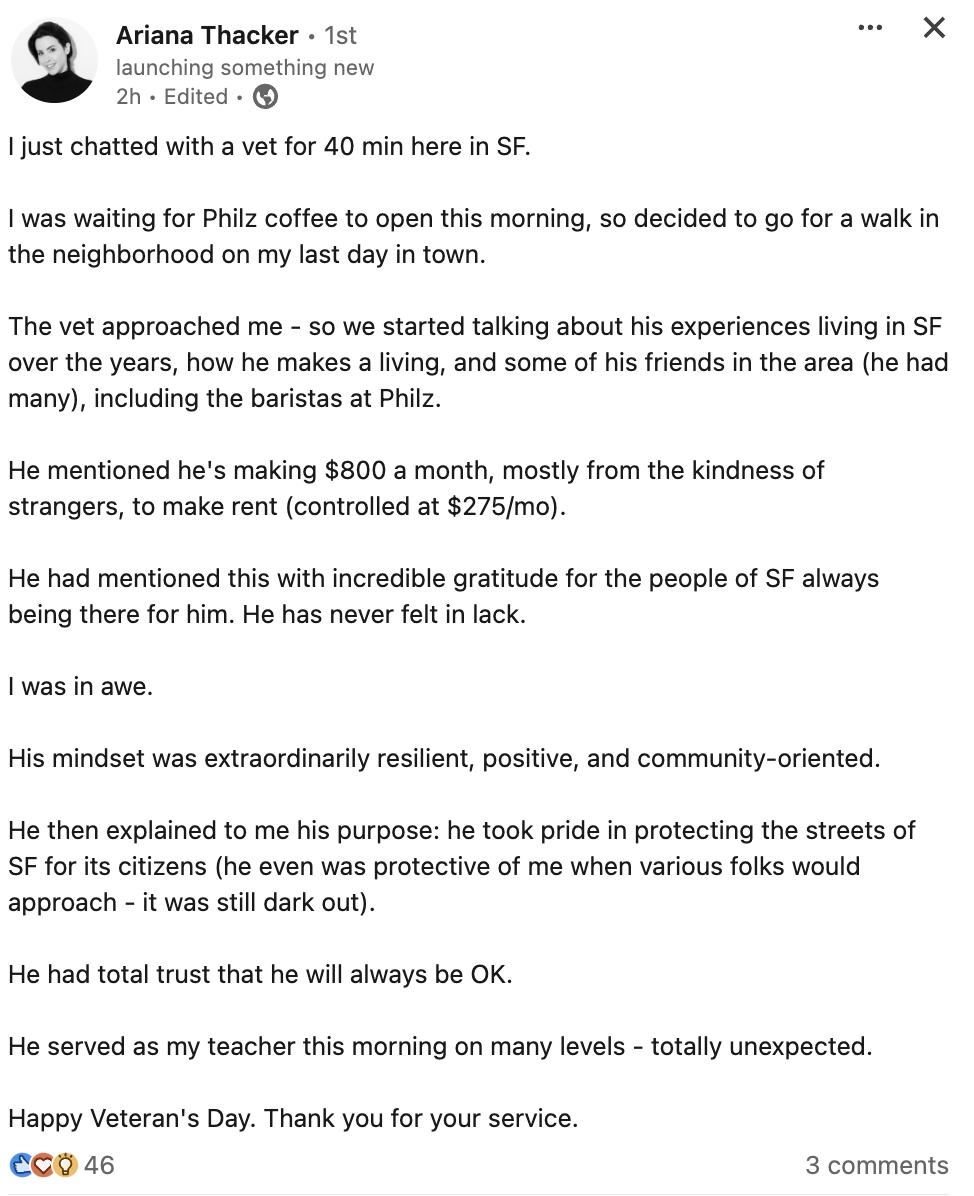 Ariana Thacker • 1st
launching something new
2h • Edited •
I just chatted with a vet for 40 min here in SF.
I was waiting for Philz coffee to open this morning, so decided to go for a walk in
the neighborhood on my last day in town.
The vet approached me - so we started talking about his experiences living in SF
over the years, how he makes a living, and some of his friends in the area (he had
many), including the baristas at Philz.
He mentioned he's making $800 a month, mostly from the kindness of
strangers, to make rent (controlled at $275/mo).
He had mentioned this with incredible gratitude for the people of SF always
being there for him. He has never felt in lack.
I was in awe.
His mindset was extraordinarily resilient, positive, and community-oriented.
He then explained to me his purpose: he took pride in protecting the streets of
SF for its citizens (he even was protective of me when various folks would
approach - it was still dark out).
He had total trust that he will always be OK.
He served as my teacher this morning on many levels - totally unexpected.
Happy Veteran's Day. Thank you for your service.
46 3 comments